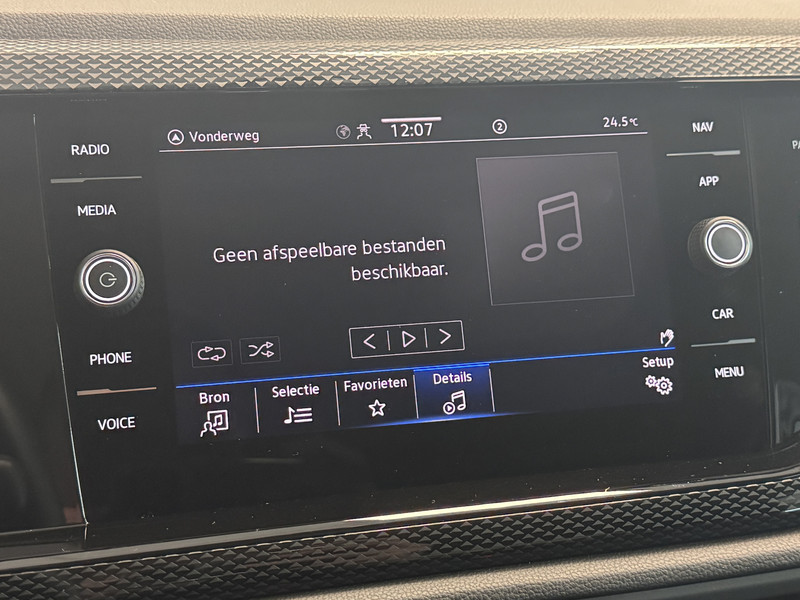 Vonderweg 12:07 2 24.5°C
RADIO
MEDIA
PHONE
VOICE
Geen afspeelbare bestanden
beschikbaar.
Bron
Selectie
Favorieten
Details
Setup
NAV
APP
CAR
MENU